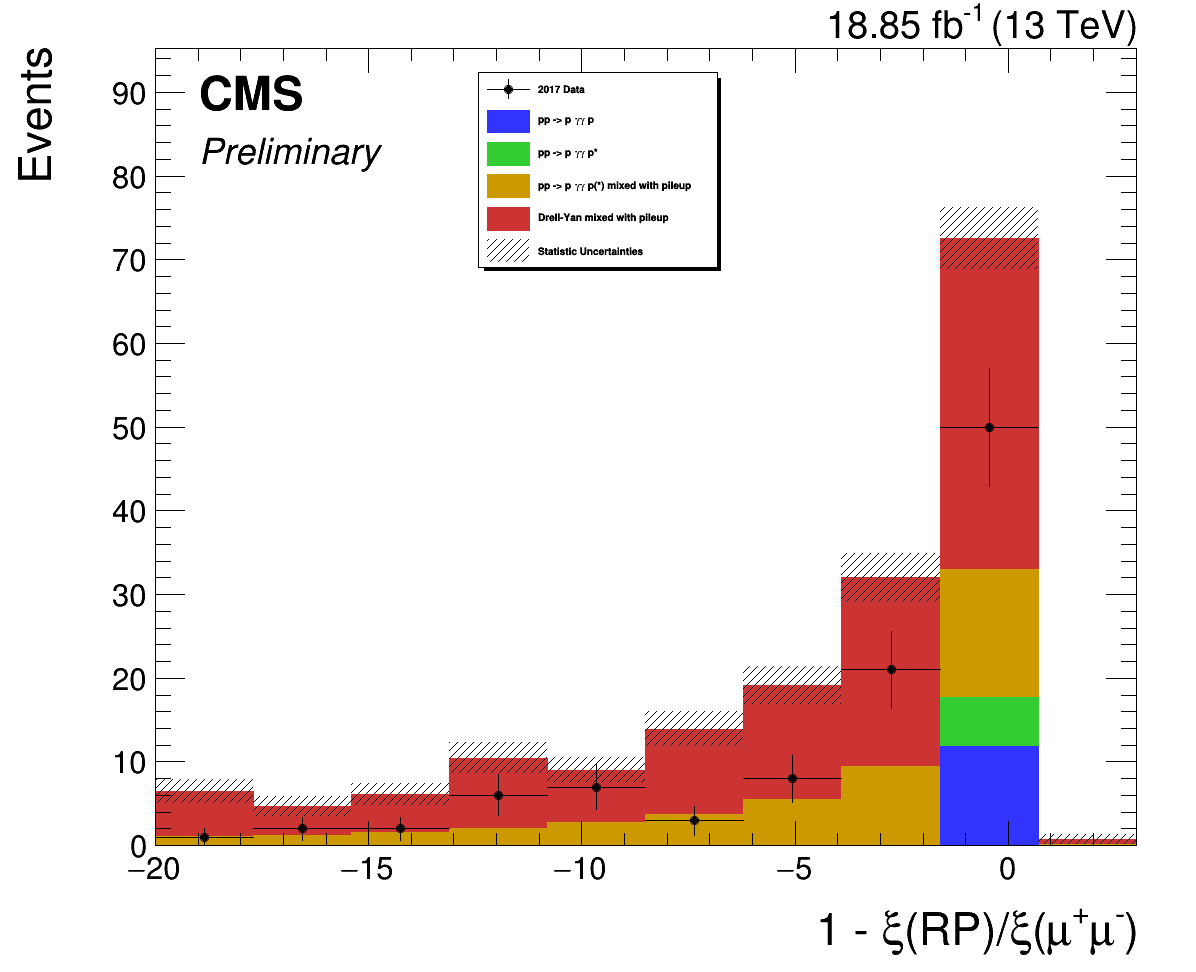 18.85 fb⁻¹ (13 TeV)
Events
CMS
Preliminary
2017 Data
pp -> p γγ p
pp -> p γγ p*
pp -> p γγ p(*) mixed with pileup
Drell-Yan mixed with pileup
Statistic Uncertainties
90
80
70
60
50
40
30
20
10
0
−20
−15
−10
−5
0
1 - ξ(RP)/ξ(μ⁺μ⁻)